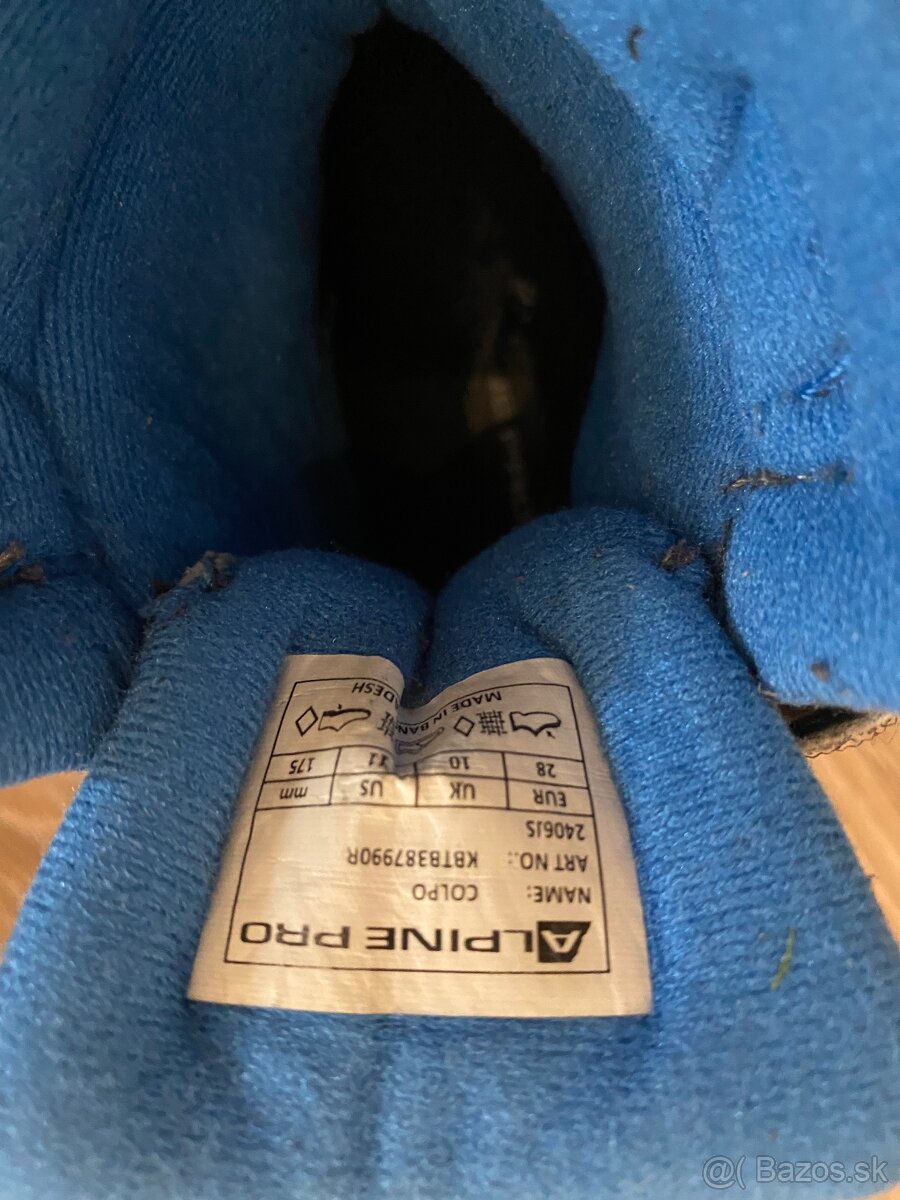 ALPINE PRO
NAME: COLPO
ART NO.: KBTB387990R
2406JS
EUR UK US mm
28 10 11 175
MADE IN BANGLADESH
@( Bazos.sk